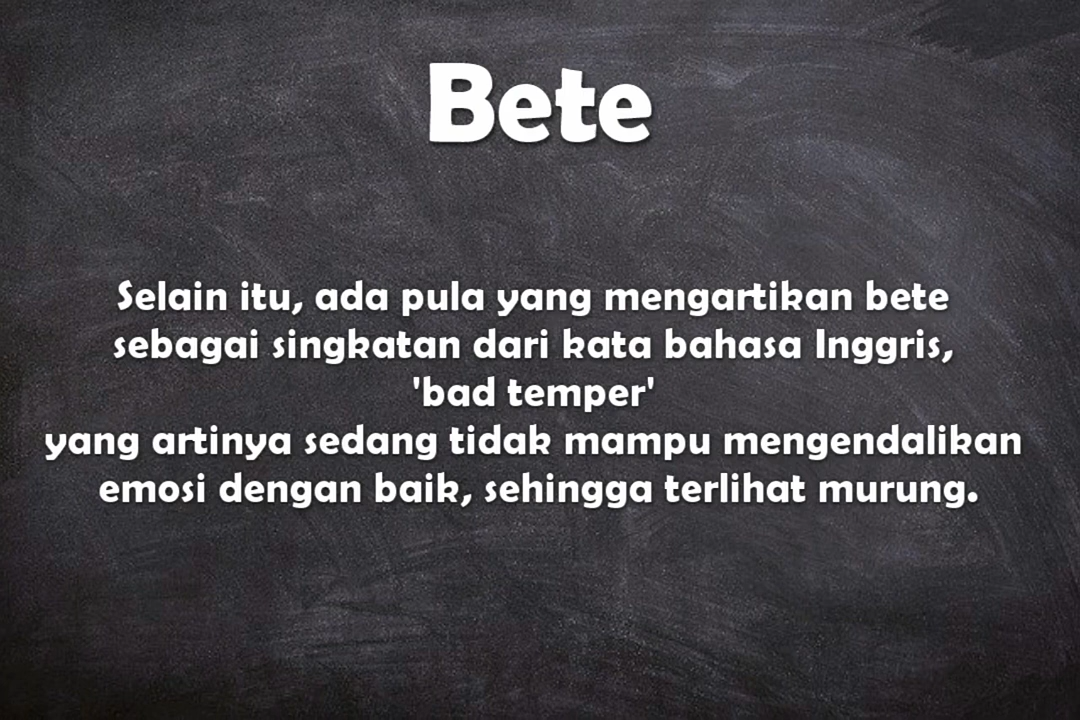 Bete
Selain itu, ada pula yang mengartikan bete
sebagai singkatan dari kata bahasa Inggris,
'bad temper'
yang artinya sedang tidak mampu mengendalikan
emosi dengan baik, sehingga terlihat murung.